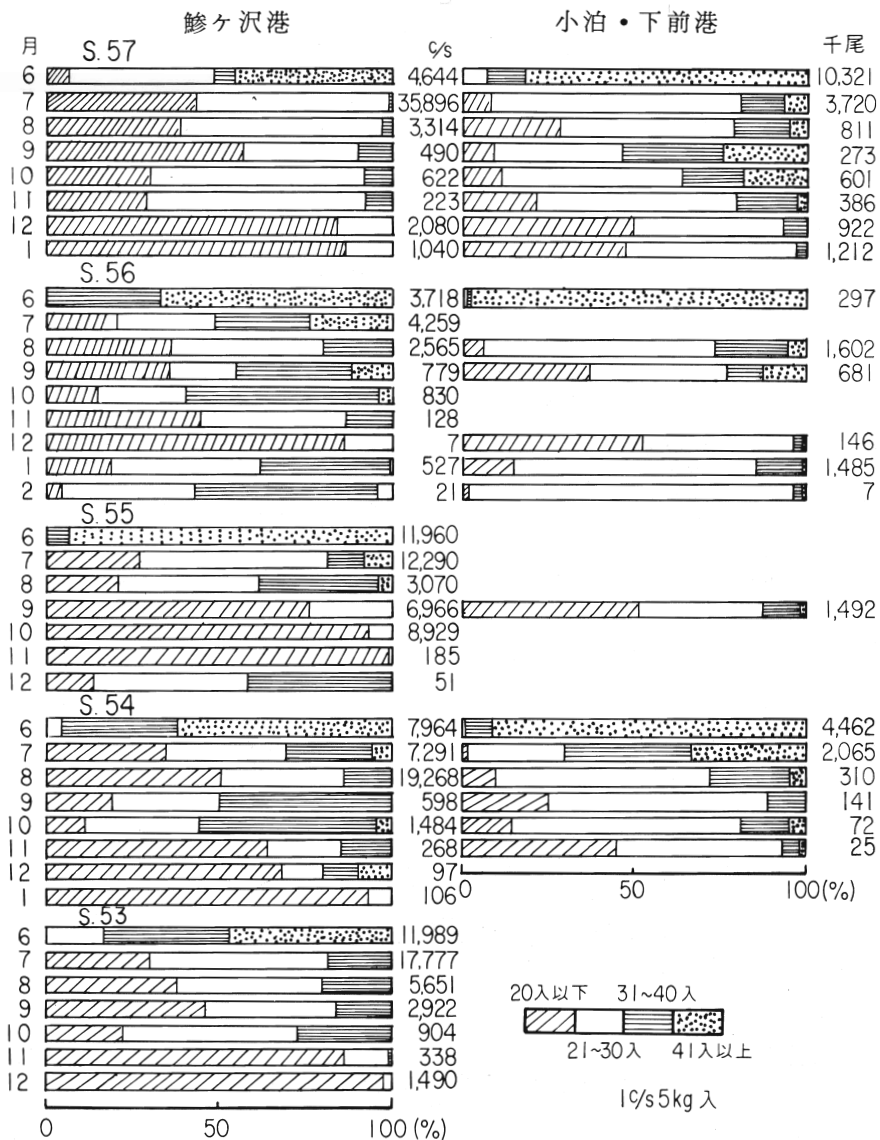 鯵ヶ沢港 小泊・下前港
月 S.57 c/s 千尾
6 4,644 10,321
7 35,896 3,720
8 3,314 811
9 490 273
10 622 601
11 223 386
12 2,080 922
1 1,040 1,212
S.56
6 3,718 297
7 4,259
8 2,565 1,602
9 779 681
10 830
11 128
12 7 146
1 527 1,485
2 21 7
S.55
6 11,960
7 12,290
8 3,070
9 6,966 1,492
10 8,929
11 185
12 51
S.54
6 7,964 4,462
7 7,291 2,065
8 19,268 310
9 598 141
10 1,484 72
11 268 25
12 97
1 106 0 50 100(%)
S.53
6 11,989
7 17,777
8 5,651
9 2,922
10 904
11 338
12 1,490
0 50 100(%)
20入以下 31~40入
21~30入 41入以上
1c/s5kg入